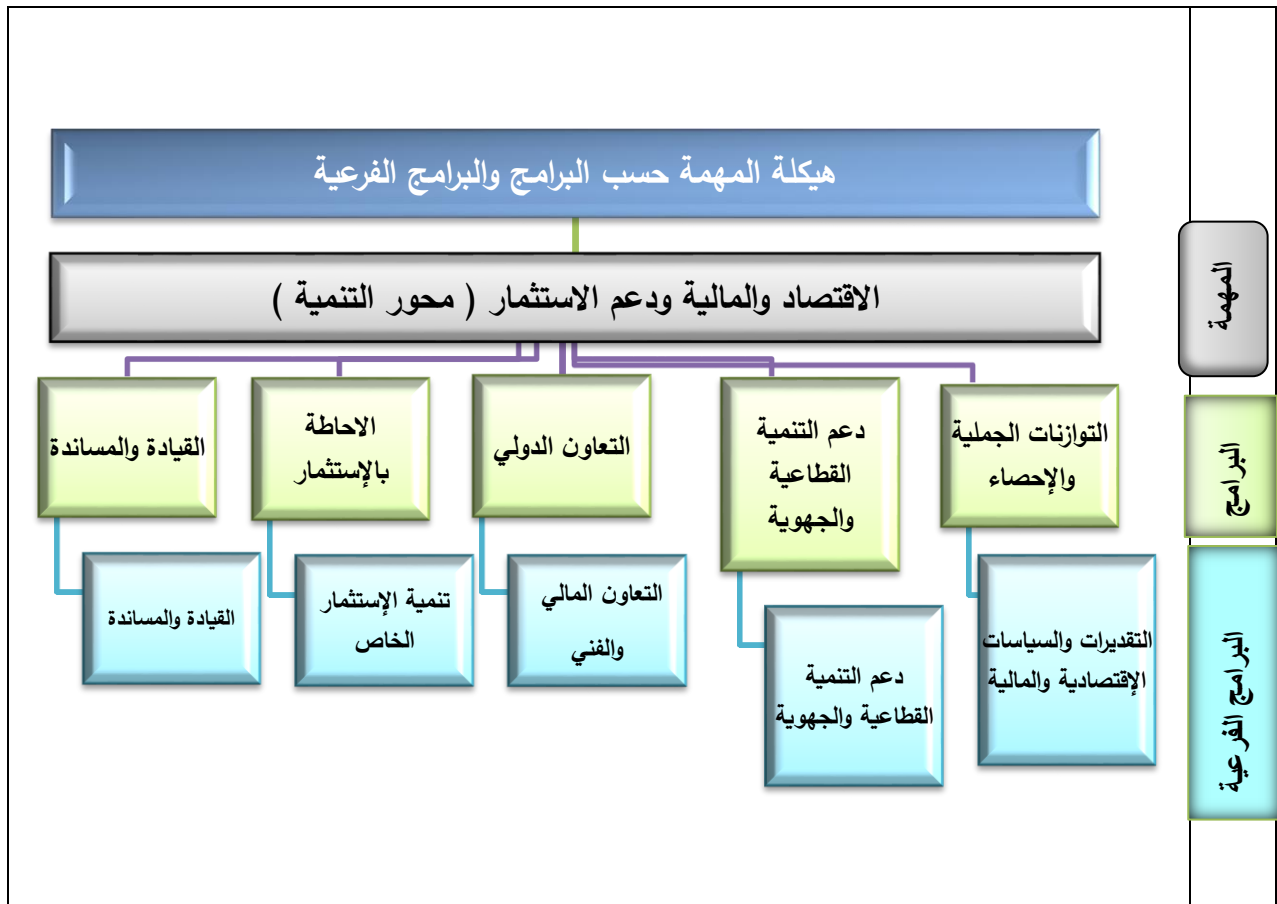 هيكلة المهمة حسب البرامج والبرامج الفرعية
المهمة
الاقتصاد والمالية ودعم الاستثمار ( محور التنمية )
البرامج
التوازنات الجملية
والإحصاء
دعم التنمية
القطاعية
والجهوية
التعاون الدولي
الاحاطة
بالإستثمار
القيادة والمساندة
البرامج الفرعية
التقديرات والسياسات
الإقتصادية والمالية
دعم التنمية
القطاعية والجهوية
التعاون المالي
والفني
تنمية الإستثمار
الخاص
القيادة والمساندة